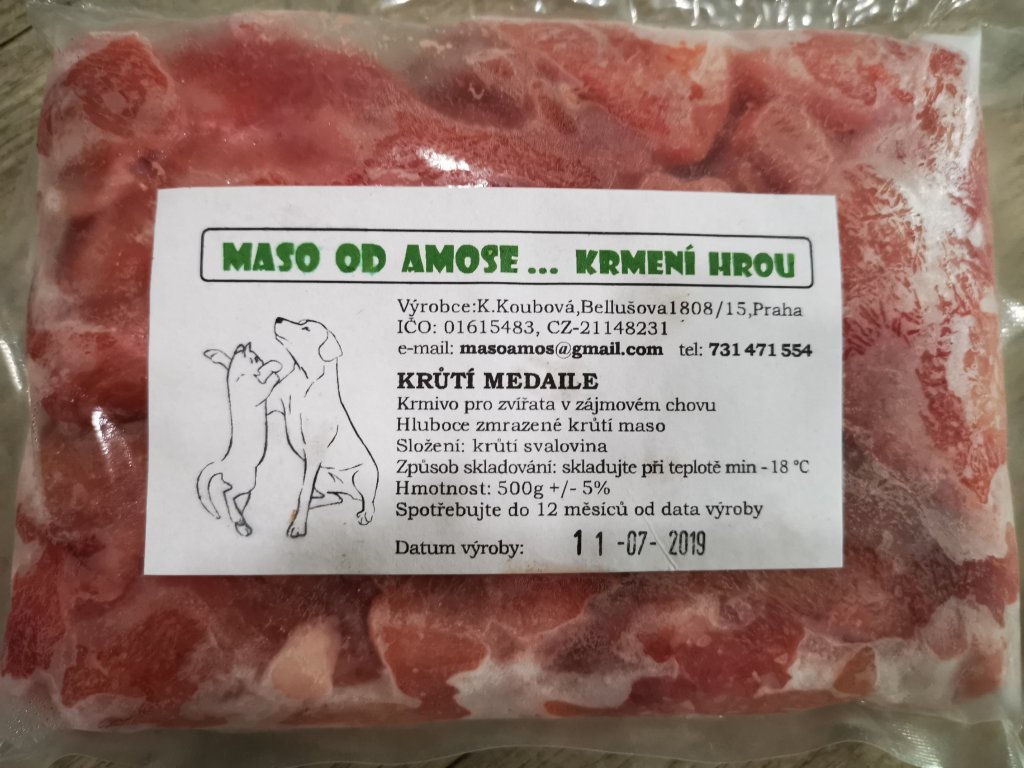 MASO OD AMOSE ... KRMENÍ HROU
Výrobce:K.Koubová,Bellušova1808/15,Praha
IČO: 01615483, CZ-21148231
e-mail: masoamos@gmail.com tel: 731 471 554
KRŮTÍ MEDAILE
Krmivo pro zvířata v zájmovém chovu
Hluboce zmrazené krůtí maso
Složení: krůtí svalovina
Způsob skladování: skladujte při teplotě min - 18 °C
Hmotnost: 500g +/- 5%
Spotřebujte do 12 měsíců od data výroby
Datum výroby: 11 -07- 2019